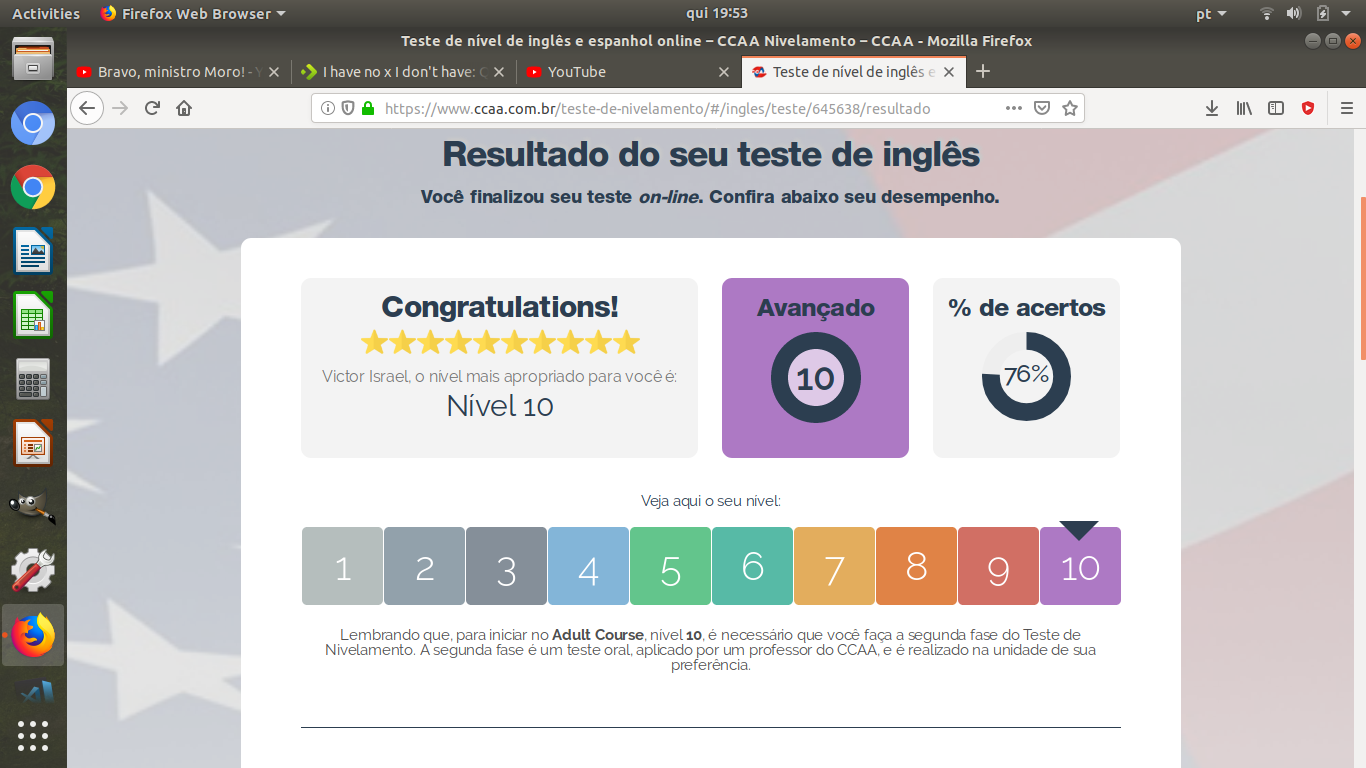 Activities
Firefox Web Browser
qui 19:53
pt
Teste de nível de inglês e espanhol online – CCAA Nivelamento – CCAA - Mozilla Firefox
Bravo, ministro Moro! - Y
I have no x I don't have: Q
YouTube
Teste de nível de inglês e
https://www.ccaa.com.br/teste-de-nivelamento/#/ingles/teste/645638/resultado
Resultado do seu teste de inglês
Você finalizou seu teste on-line. Confira abaixo seu desempenho.
Congratulations!
Victor Israel, o nível mais apropriado para você é:
Nível 10
Avançado
10
% de acertos
76%
Veja aqui o seu nível:
1 2 3 4 5 6 7 8 9 10
Lembrando que, para iniciar no Adult Course, nível 10, é necessário que você faça a segunda fase do Teste de
Nivelamento. A segunda fase é um teste oral, aplicado por um professor do CCAA, e é realizado na unidade de sua
preferência.